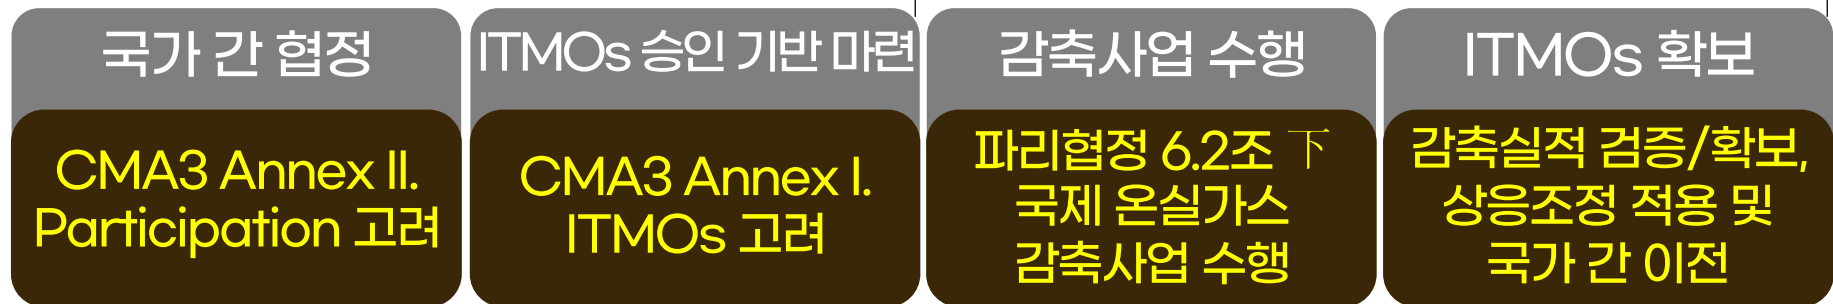 국가 간 협정
CMA3 Annex II.
Participation 고려
ITMOs 승인 기반 마련
CMA3 Annex I.
ITMOs 고려
감축사업 수행
파리협정 6.2조 下
국제 온실가스
감축사업 수행
ITMOs 확보
감축실적 검증/확보,
상응조정 적용 및
국가 간 이전